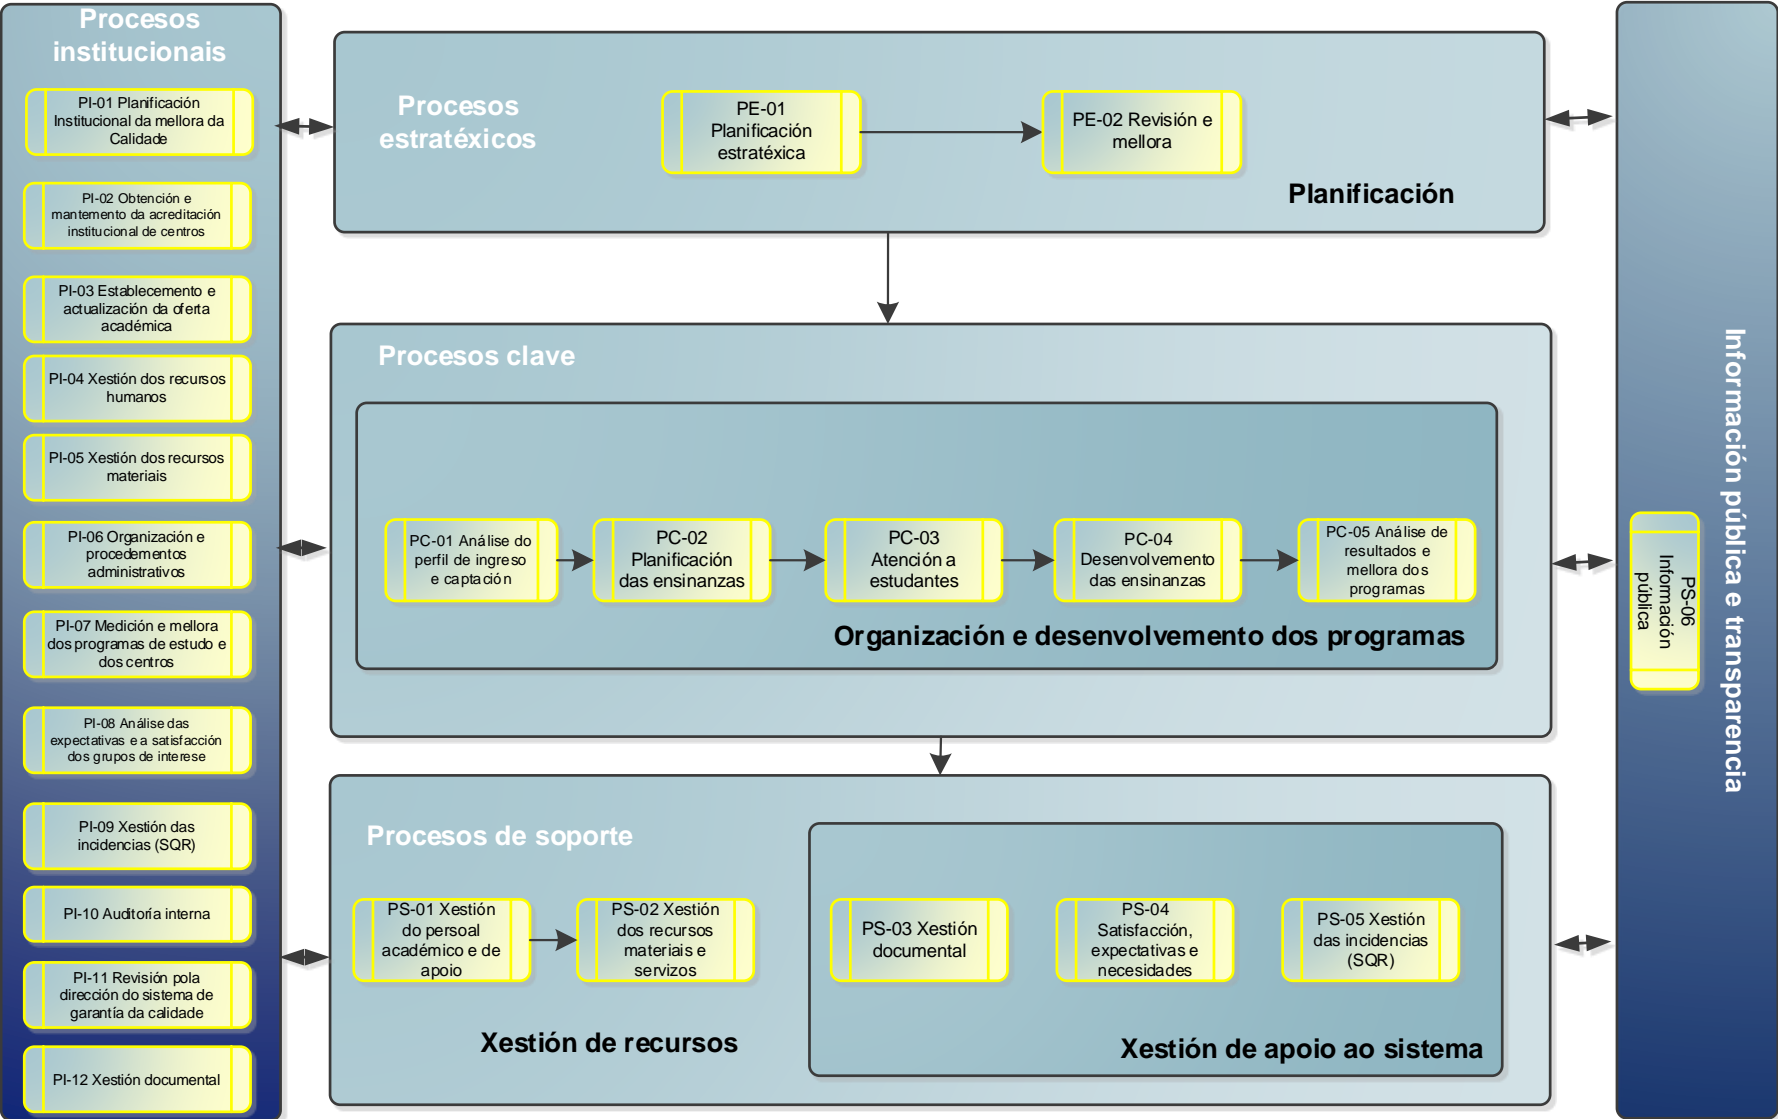 Procesos
institucionais
PI-01 Planificación
Institucional da mellora da
Calidade
PI-02 Obtención e
mantemento da acreditación
institucional de centros
PI-03 Establecemento e
actualización da oferta
académica
PI-04 Xestión dos recursos
humanos
PI-05 Xestión dos recursos
materiais
PI-06 Organización e
procedementos
administrativos
PI-07 Medición e mellora
dos programas de estudo e
dos centros
PI-08 Análise das
expectativas e a satisfacción
dos grupos de interese
PI-09 Xestión das
incidencias (SQR)
PI-10 Auditoría interna
PI-11 Revisión pola
dirección do sistema de
garantía da calidade
PI-12 Xestión documental
Procesos
estratéxicos
PE-01
Planificación
estratéxica
PE-02 Revisión e
mellora
Planificación
Procesos clave
PC-01 Análise do
perfil de ingreso
e captación
PC-02
Planificación
das ensinanzas
PC-03
Atención a
estudantes
PC-04
Desenvolvemento
das ensinanzas
PC-05 Análise de
resultados e
mellora dos
programas
Organización e desenvolvemento dos programas
Procesos de soporte
PS-01 Xestión
do persoal
académico e de
apoio
PS-02 Xestión
dos recursos
materiais e
servizos
Xestión de recursos
PS-03 Xestión
documental
PS-04
Satisfacción,
expectativas e
necesidades
PS-05 Xestión
das incidencias
(SQR)
Xestión de apoio ao sistema
Información pública e transparencia
PS-06
Información
pública